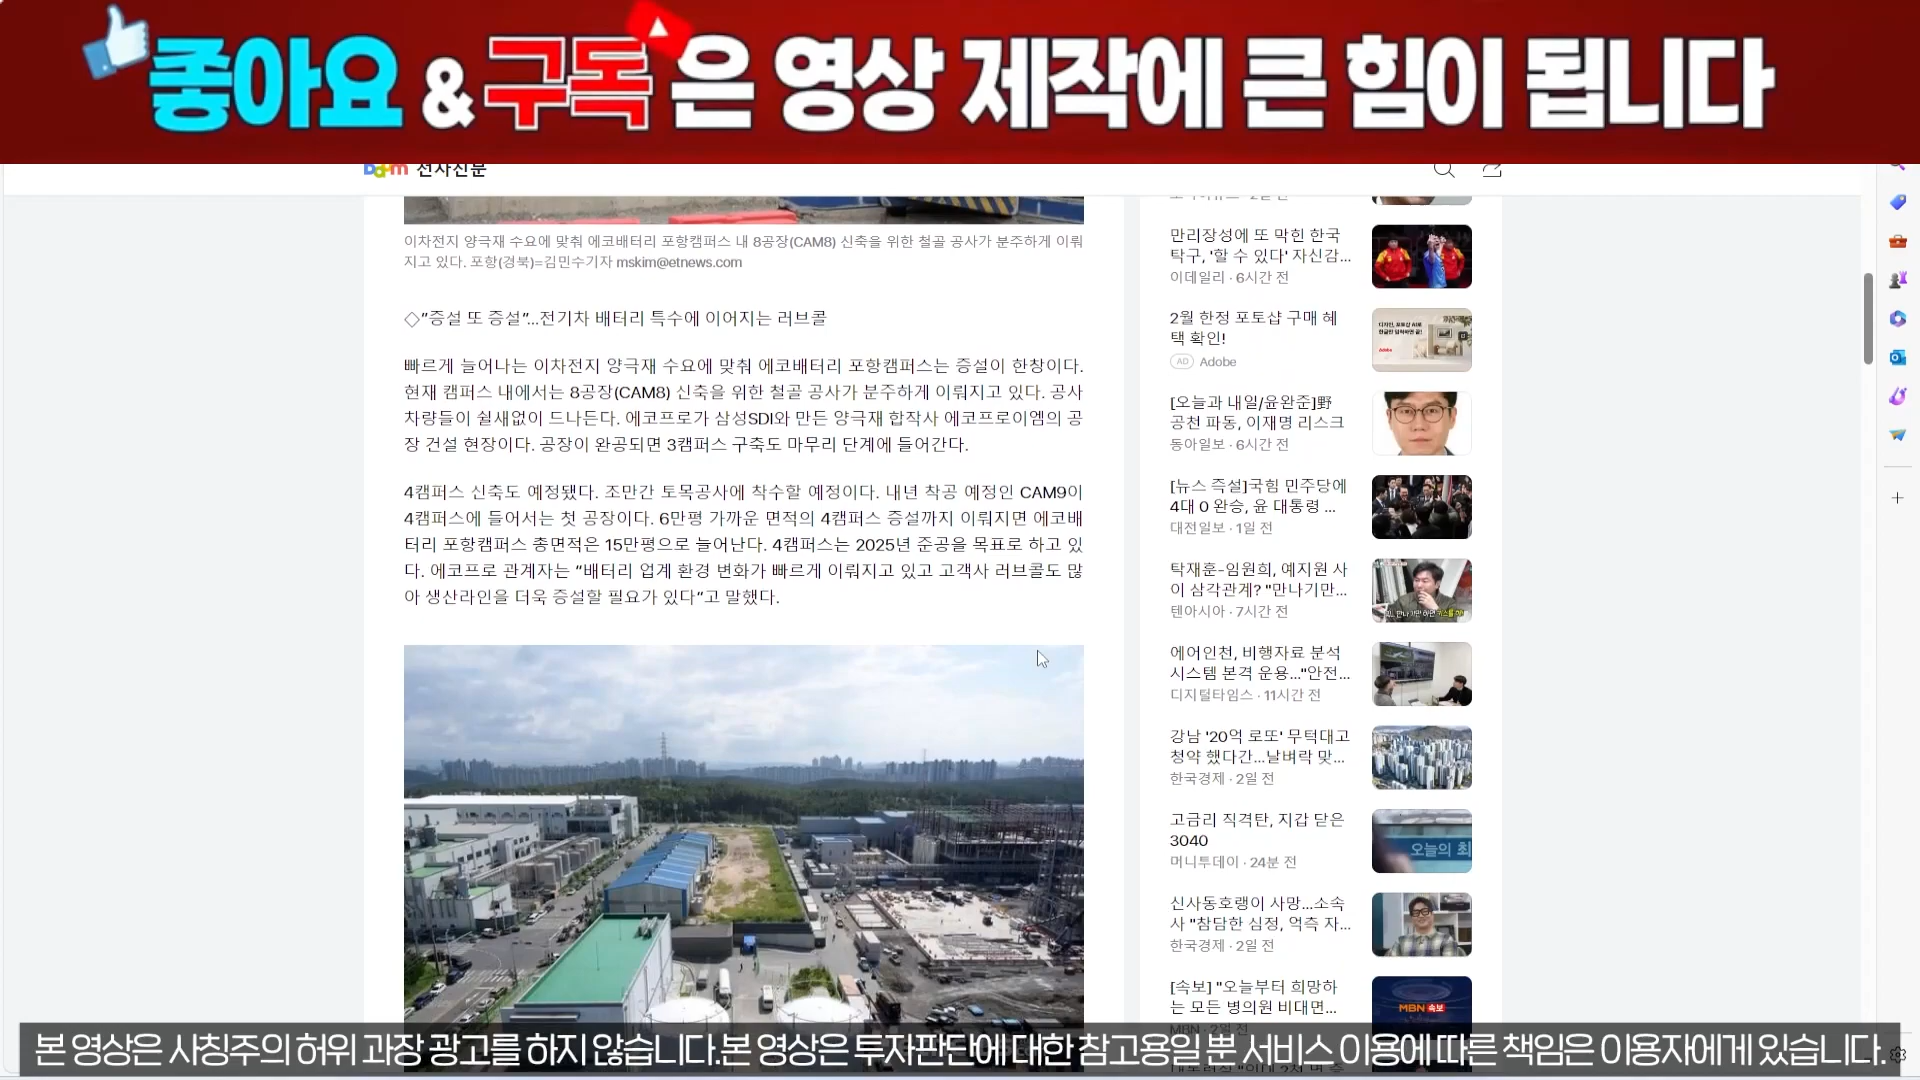 좋아요 & 구독은 영상 제작에 큰 힘이 됩니다
Daum 전자신문
이차전지 양극재 수요에 맞춰 에코배터리 포항캠퍼스 내 8공장(CAM8) 신축을 위한 철골 공사가 분주하게 이뤄
지고 있다. 포항(경북)=김민수기자 mskim@etnews.com
◇"증설 또 증설"…전기차 배터리 특수에 이어지는 러브콜
빠르게 늘어나는 이차전지 양극재 수요에 맞춰 에코배터리 포항캠퍼스는 증설이 한창이다.
현재 캠퍼스 내에서는 8공장(CAM8) 신축을 위한 철골 공사가 분주하게 이뤄지고 있다. 공사
차량들이 쉴새없이 드나든다. 에코프로가 삼성SDI와 만든 양극재 합작사 에코프로이엠의 공
장 건설 현장이다. 공장이 완공되면 3캠퍼스 구축도 마무리 단계에 들어간다.
4캠퍼스 신축도 예정됐다. 조만간 토목공사에 착수할 예정이다. 내년 착공 예정인 CAM9이
4캠퍼스에 들어서는 첫 공장이다. 6만평 가까운 면적의 4캠퍼스 증설까지 이뤄지면 에코배
터리 포항캠퍼스 총면적은 15만평으로 늘어난다. 4캠퍼스는 2025년 준공을 목표로 하고 있
다. 에코프로 관계자는 "배터리 업계 환경 변화가 빠르게 이뤄지고 있고 고객사 러브콜도 많
아 생산라인을 더욱 증설할 필요가 있다"고 말했다.
만리장성에 또 막힌 한국
탁구, '할 수 있다' 자신감...
이데일리 · 6시간 전
2월 한정 포토샵 구매 혜
택 확인!
AD Adobe
[오늘과 내일/윤완준]野
공천 파동, 이재명 리스크
동아일보 · 6시간 전
[뉴스 즉설]국힘 민주당에
4대 0 완승, 윤 대통령 ...
대전일보 · 1일 전
탁재훈-임원희, 예지원 사
이 삼각관계? "만나기만...
텐아시아 · 7시간 전
에어인천, 비행자료 분석
시스템 본격 운용…"안전...
디지털타임스 · 11시간 전
강남 '20억 로또' 무턱대고
청약 했다간…날벼락 맞...
한국경제 · 2일 전
고금리 직격탄, 지갑 닫은
3040
머니투데이 · 24분 전
오늘의 최
신사동호랭이 사망…소속
사 "참담한 심정, 억측 자...
한국경제 · 2일 전
[속보] "오늘부터 희망하
는 모든 병의원 비대면...
MBN · 2일 전
MBN 속보
본 영상은 사칭주의 허위 과장 광고를 하지 않습니다.본 영상은 투자판단에 대한 참고용일 뿐 서비스 이용에 따른 책임은 이용자에게 있습니다.